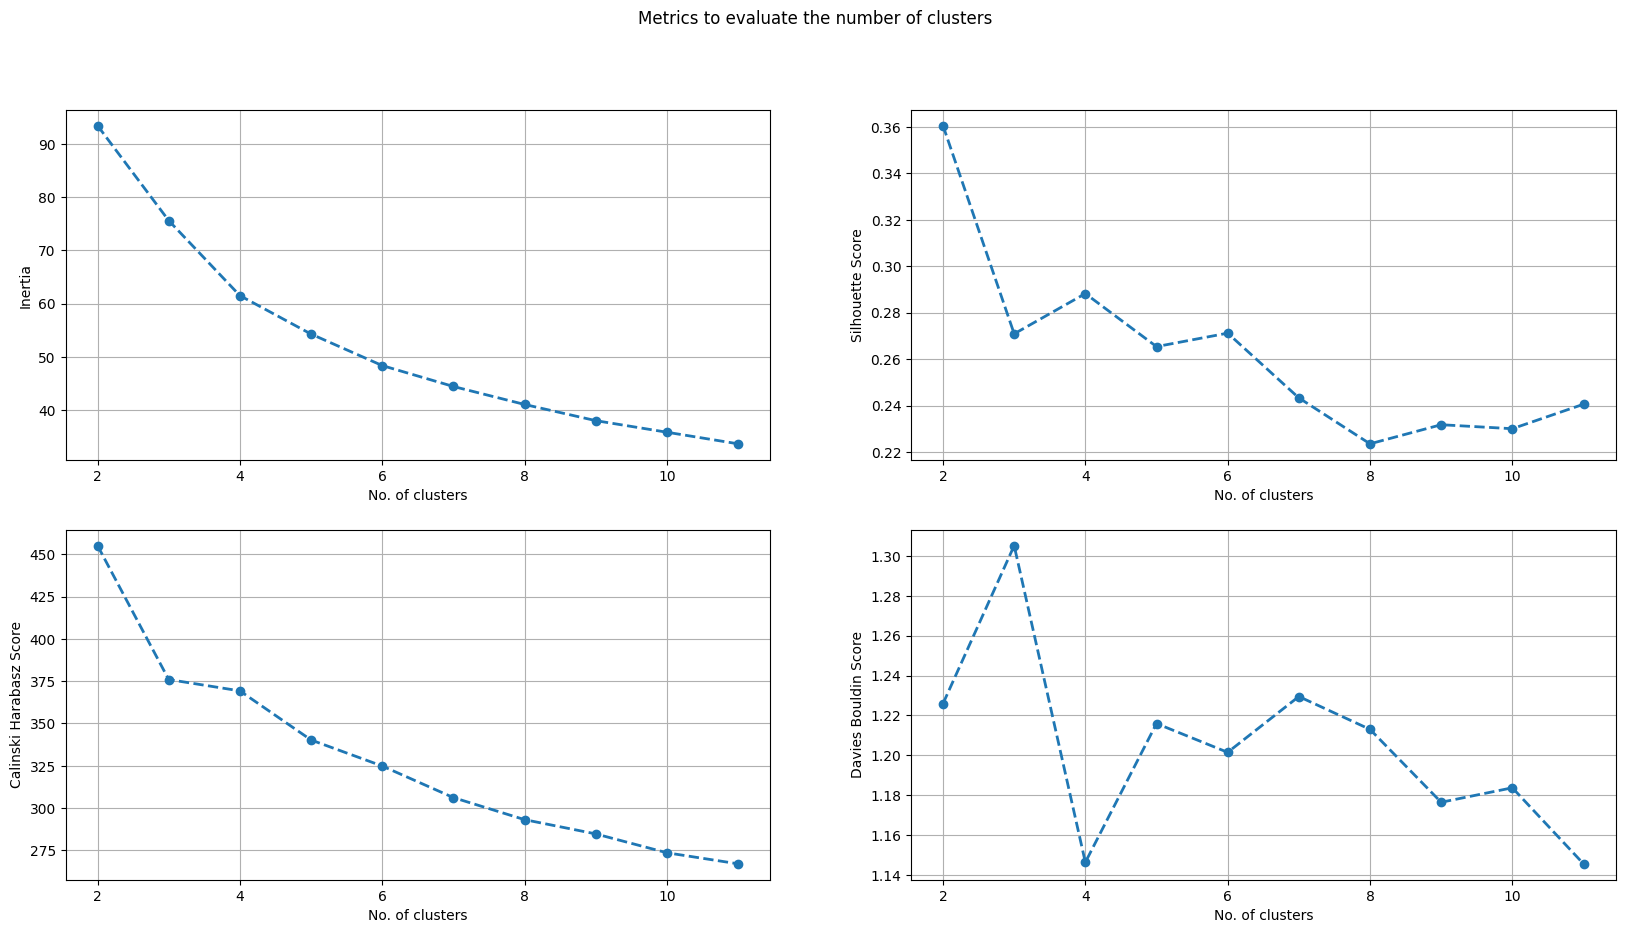 Metrics to evaluate the number of clusters
90
80
70
60
50
40
Inertia
2 4 6 8 10
No. of clusters
0.36
0.34
0.32
0.30
0.28
0.26
0.24
0.22
Silhouette Score
2 4 6 8 10
No. of clusters
450
425
400
375
350
325
300
275
Calinski Harabasz Score
2 4 6 8 10
No. of clusters
1.30
1.28
1.26
1.24
1.22
1.20
1.18
1.16
1.14
Davies Bouldin Score
2 4 6 8 10
No. of clusters